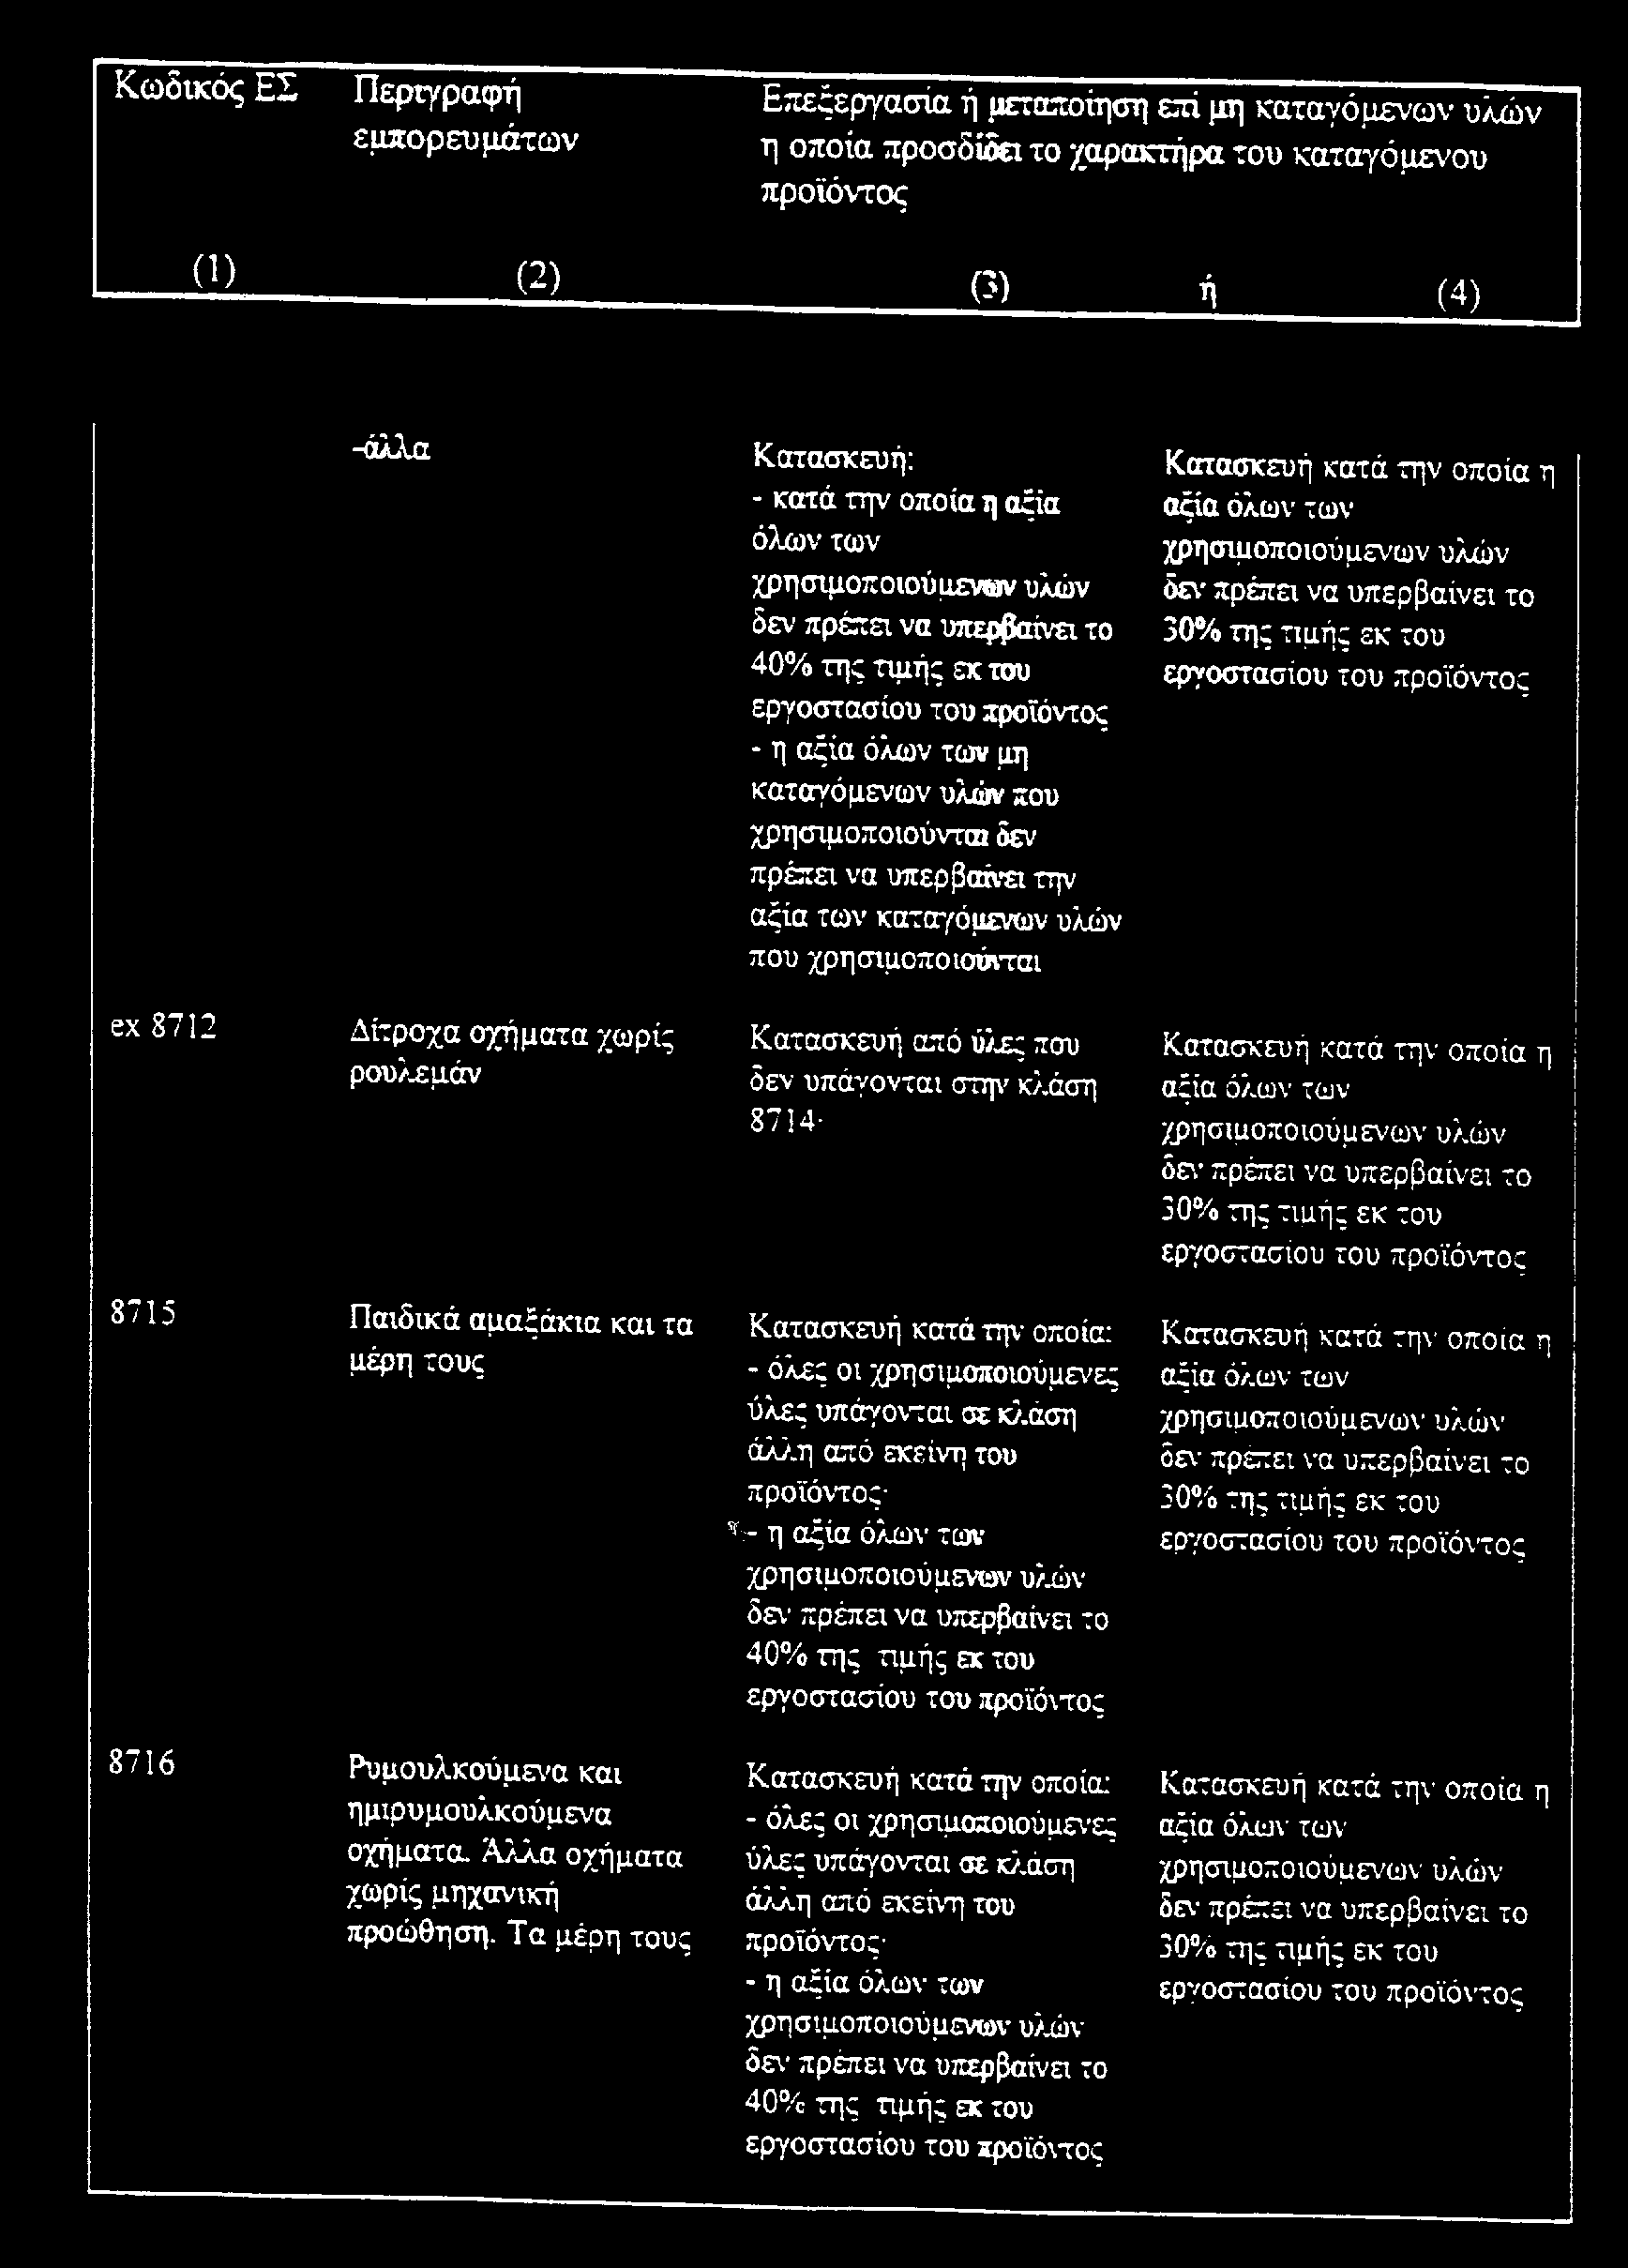 Κωδικός ΕΣ
Περιγραφή
εμπορευμάτων
Επεξεργασία ή μεταποίηση επί μη καταγόμενων υλών
η οποία προσδίδει το χαρακτήρα του καταγόμενου
προϊόντος
(1)
(2)
(3)
ή
(4)
-άλλα
Κατασκευή:
- κατά την οποία η αξία
όλων των
χρησιμοποιούμενων υλών
δεν πρέπει να υπερβαίνει το
40% της τιμής εκ του
εργοστασίου του προϊόντος
- η αξία όλων των μη
καταγόμενων υλών που
χρησιμοποιούνται δεν
πρέπει να υπερβαίνει την
αξία των καταγόμενων υλών
που χρησιμοποιούνται
Κατασκευή κατά την οποία η
αξία όλων των
χρησιμοποιούμενων υλών
δεν πρέπει να υπερβαίνει το
30% της τιμής εκ του
εργοστασίου του προϊόντος
ex 8712
Δίτροχα οχήματα χωρίς
ρουλεμάν
Κατασκευή από ύλες που
δεν υπάγονται στην κλάση
8714·
Κατασκευή κατά την οποία η
αξία όλων των
χρησιμοποιούμενων υλών
δεν πρέπει να υπερβαίνει το
30% της τιμής εκ του
εργοστασίου του προϊόντος
8715
Παιδικά αμαξάκια και τα
μέρη τους
Κατασκευή κατά την οποία:
- όλες οι χρησιμοποιούμενες
ύλες υπάγονται σε κλάση
άλλη από εκείνη του
προϊόντος·
- η αξία όλων των
χρησιμοποιούμενων υλών
δεν πρέπει να υπερβαίνει το
40% της τιμής εκ του
εργοστασίου του προϊόντος
Κατασκευή κατά την οποία η
αξία όλων των
χρησιμοποιούμενων υλών
δεν πρέπει να υπερβαίνει το
30% της τιμής εκ του
εργοστασίου του προϊόντος
8716
Ρυμουλκούμενα και
ημιρυμουλκούμενα
οχήματα. Άλλα οχήματα
χωρίς μηχανική
προώθηση. Τα μέρη τους
Κατασκευή κατά την οποία:
- όλες οι χρησιμοποιούμενες
ύλες υπάγονται σε κλάση
άλλη από εκείνη του
προϊόντος·
- η αξία όλων των
χρησιμοποιούμενων υλών
δεν πρέπει να υπερβαίνει το
40% της τιμής εκ του
εργοστασίου του προϊόντος
Κατασκευή κατά την οποία η
αξία όλων των
χρησιμοποιούμενων υλών
δεν πρέπει να υπερβαίνει το
30% της τιμής εκ του
εργοστασίου του προϊόντος